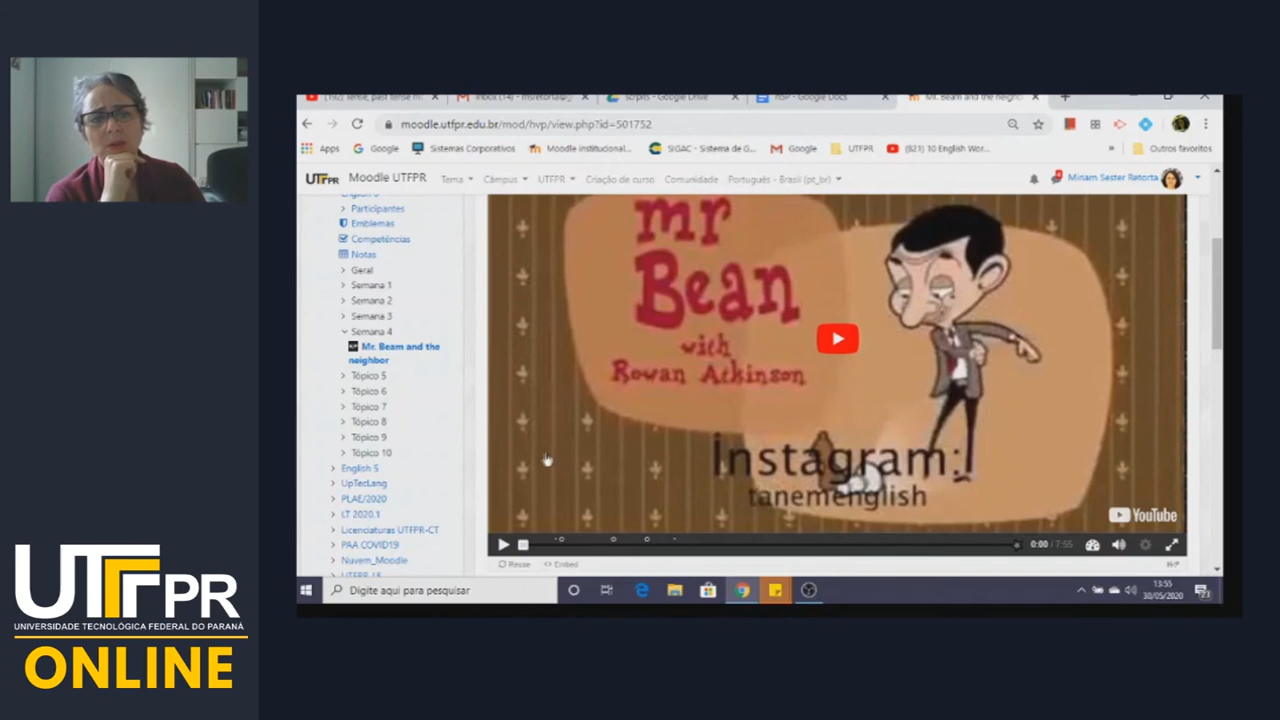 moodle.utfpr.edu.br/mod/hvp/view.php?id=501752
Apps
Google
Sistemas Corporativos
Moodle institucional...
SIGAC - Sistema de G...
Google
UTFPR
(821) 10 English Wor...
»
Outros favoritos
UTFPR
Moodle UTFPR
Tema
Câmpus
UTFPR
Criação de curso
Comunidade
Português - Brasil (pt_br)
Miriam Sester Retorta
Participantes
Emblemas
Competências
Notas
Geral
Semana 1
Semana 2
Semana 3
Semana 4
Mr. Beam and the
neighbor
Tópico 5
Tópico 6
Tópico 7
Tópico 8
Tópico 9
Tópico 10
English 5
UpTecLang
PLAE/2020
LT 2020.1
Licenciaturas UTFPR-CT
PAA COVID19
Nuvem_Moodle
mr
Bean
with
Rowan Atkinson
instagram:
tanemenglish
YouTube
0:00 / 7:55
Reuse
Embed
Digite aqui para pesquisar
13:55
30/05/2020
UTFPR
UNIVERSIDADE TECNOLÓGICA FEDERAL DO PARANÁ
ONLINE